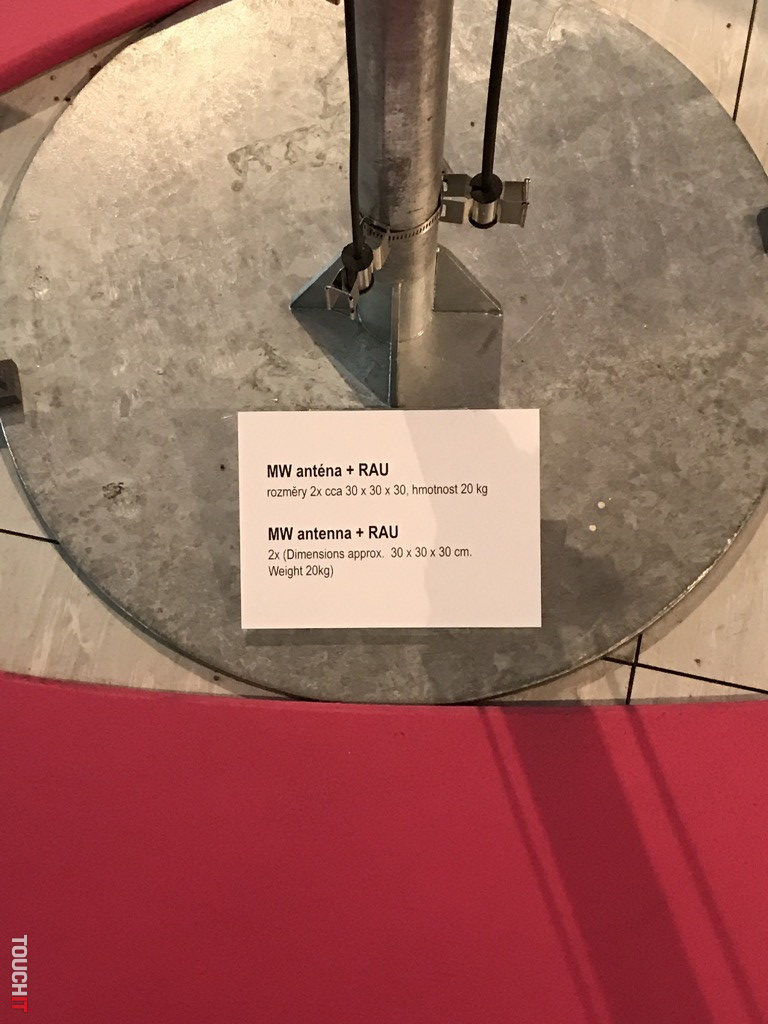 MW anténa + RAU
rozměry 2x cca 30 x 30 x 30, hmotnost 20 kg
MW antenna + RAU
2x (Dimensions approx. 30 x 30 x 30 cm.
Weight 20kg)
TOUCHIT